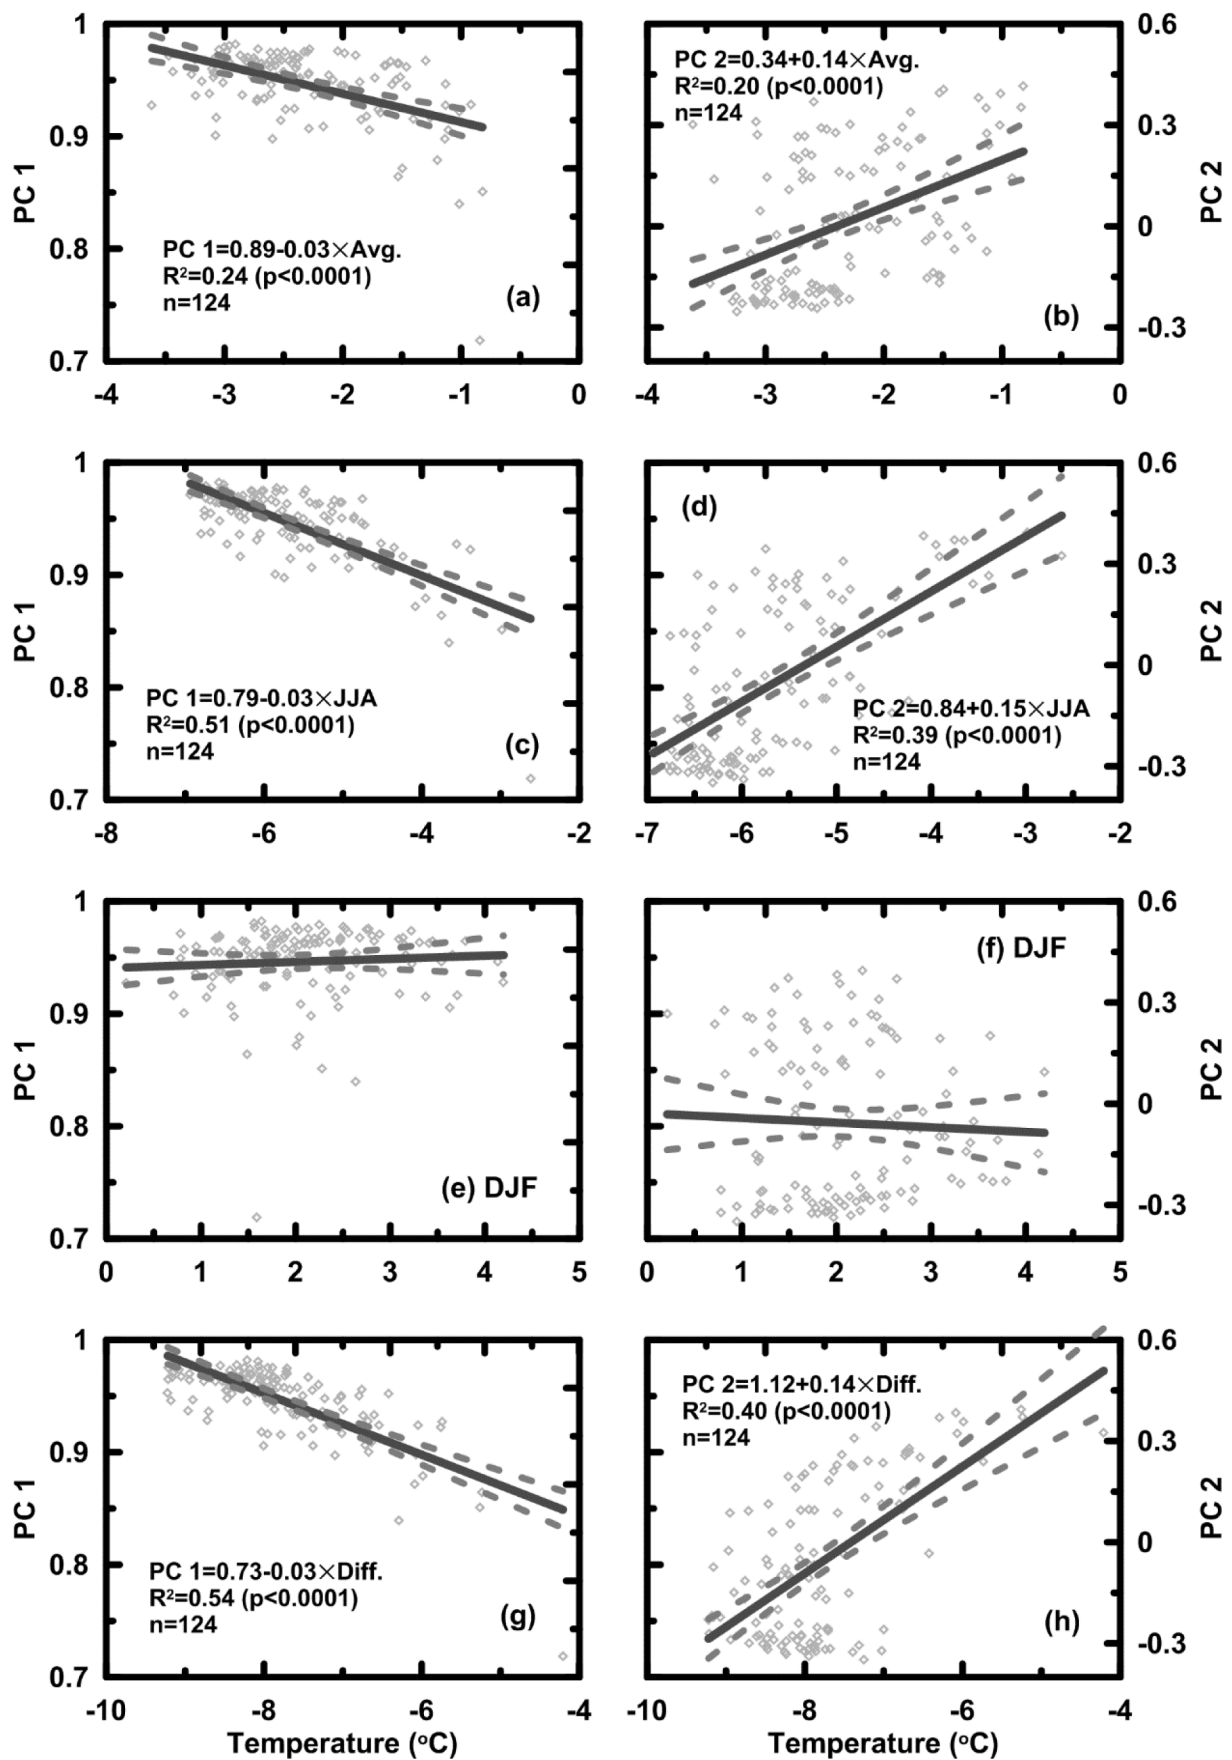 1
0.9
0.8
0.7
PC 1
PC 1=0.89-0.03×Avg.
R²=0.24 (p<0.0001)
n=124
(a)
-4 -3 -2 -1 0
PC 2=0.34+0.14×Avg.
R²=0.20 (p<0.0001)
n=124
(b)
0.6
0.3
0
-0.3
PC 2
-4 -3 -2 -1 0
1
0.9
0.8
0.7
PC 1
PC 1=0.79-0.03×JJA
R²=0.51 (p<0.0001)
n=124
(c)
-8 -6 -4 -2
(d)
PC 2=0.84+0.15×JJA
R²=0.39 (p<0.0001)
n=124
0.6
0.3
0
-0.3
PC 2
-7 -6 -5 -4 -3 -2
1
0.9
0.8
0.7
PC 1
(e) DJF
0 1 2 3 4 5
(f) DJF
0.6
0.3
0
-0.3
PC 2
0 1 2 3 4 5
1
0.9
0.8
0.7
PC 1
PC 1=0.73-0.03×Diff.
R²=0.54 (p<0.0001)
n=124
(g)
-10 -8 -6 -4
Temperature (°C)
PC 2=1.12+0.14×Diff.
R²=0.40 (p<0.0001)
n=124
(h)
0.6
0.3
0
-0.3
PC 2
-10 -8 -6 -4
Temperature (°C)